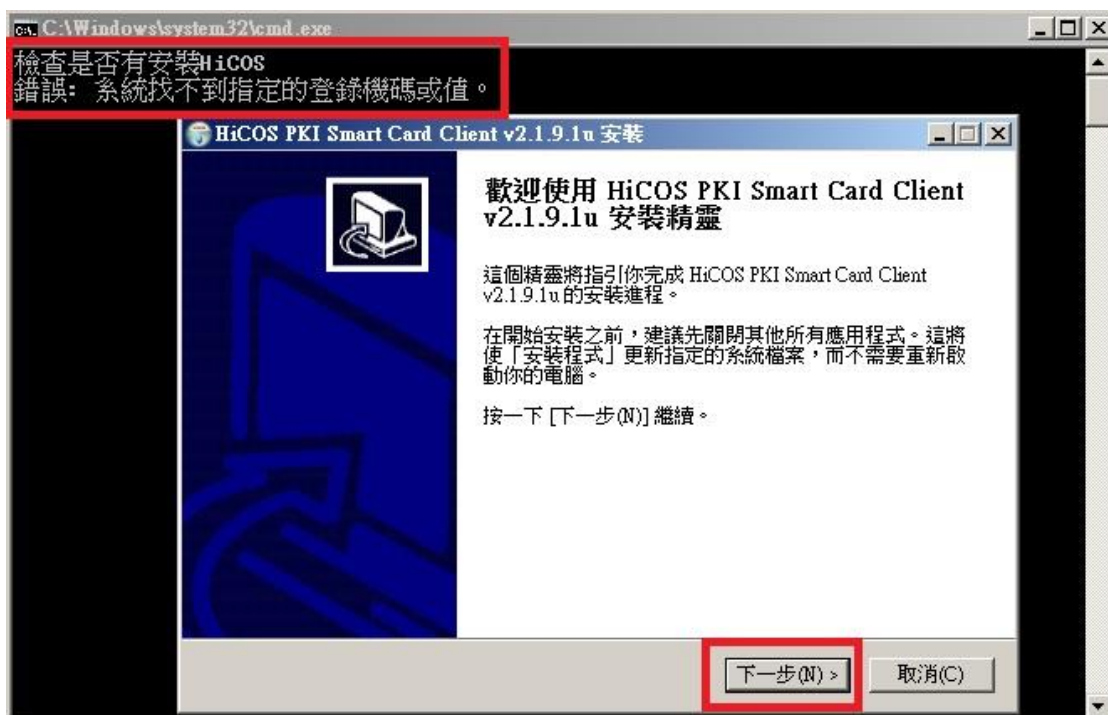 C:\Windows\system32\cmd.exe
檢查是否有安裝HiCOS
錯誤: 系統找不到指定的登錄機碼或值。
HiCOS PKI Smart Card Client v2.1.9.1u 安裝
歡迎使用 HiCOS PKI Smart Card Client
v2.1.9.1u 安裝精靈
這個精靈將指引你完成 HiCOS PKI Smart Card Client
v2.1.9.1u 的安裝進程。
在開始安裝之前，建議先關閉其他所有應用程式。這將
使「安裝程式」更新指定的系統檔案，而不需要重新啟
動你的電腦。
按一下 [下一步(N)] 繼續。
下一步(N) > 取消(C)